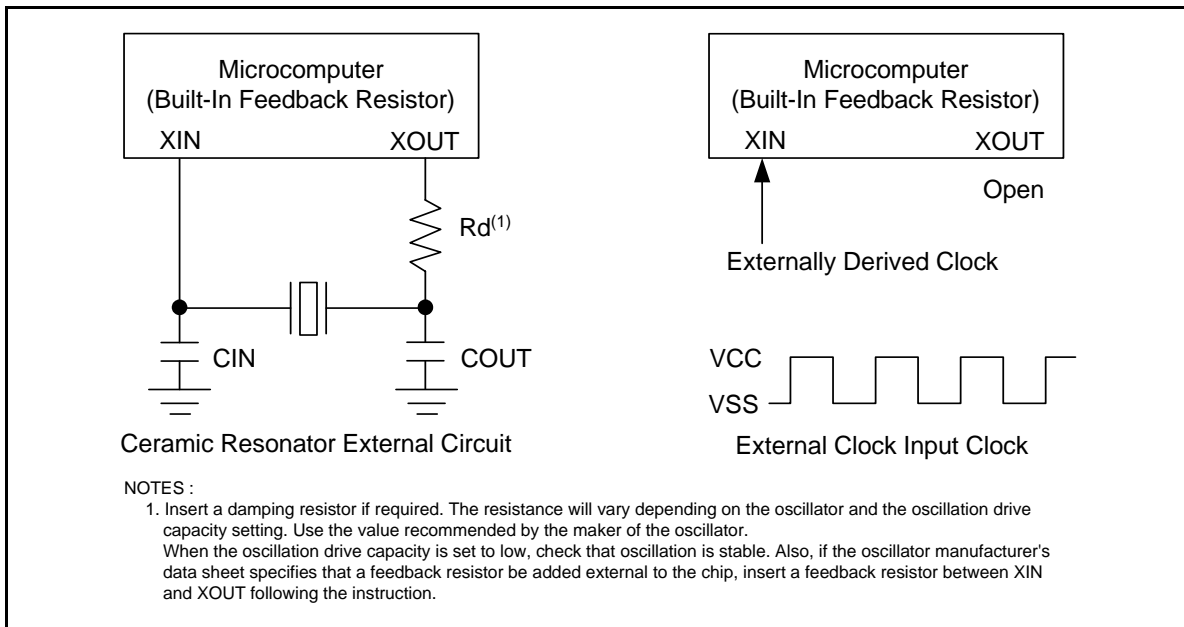 Microcomputer
(Built-In Feedback Resistor)
XIN
XOUT
Rd(1)
CIN
COUT
Ceramic Resonator External Circuit
Microcomputer
(Built-In Feedback Resistor)
XIN
XOUT
Open
Externally Derived Clock
VCC
VSS
External Clock Input Clock
NOTES :
1. Insert a damping resistor if required. The resistance will vary depending on the oscillator and the oscillation drive
capacity setting. Use the value recommended by the maker of the oscillator.
When the oscillation drive capacity is set to low, check that oscillation is stable. Also, if the oscillator manufacturer's
data sheet specifies that a feedback resistor be added external to the chip, insert a feedback resistor between XIN
and XOUT following the instruction.